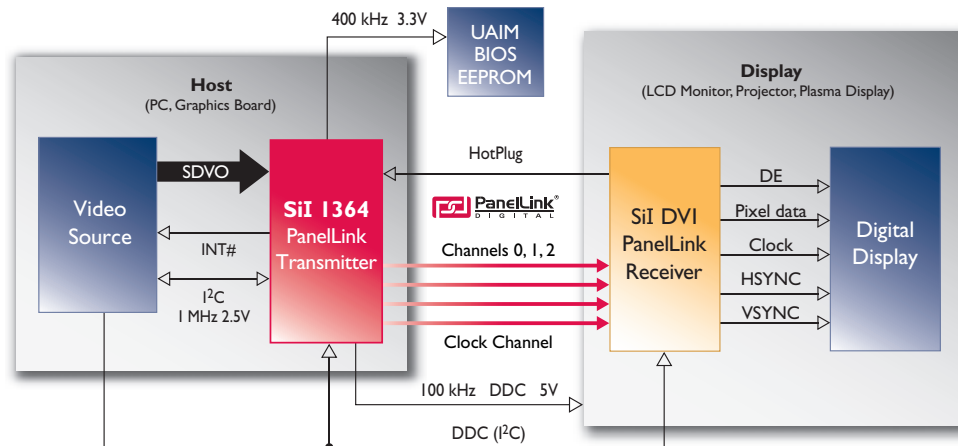 400 kHz 3.3V
UAIM
BIOS
EEPROM
Host
(PC, Graphics Board)
Display
(LCD Monitor, Projector, Plasma Display)
SDVO
Video
Source
INT#
I²C
1 MHz 2.5V
SiI 1364
PanelLink
Transmitter
HotPlug
PanelLink®
DIGITAL
Channels 0, 1, 2
Clock Channel
SiI DVI
PanelLink
Receiver
DE
Pixel data
Clock
HSYNC
VSYNC
Digital
Display
100 kHz DDC 5V
DDC (I²C)